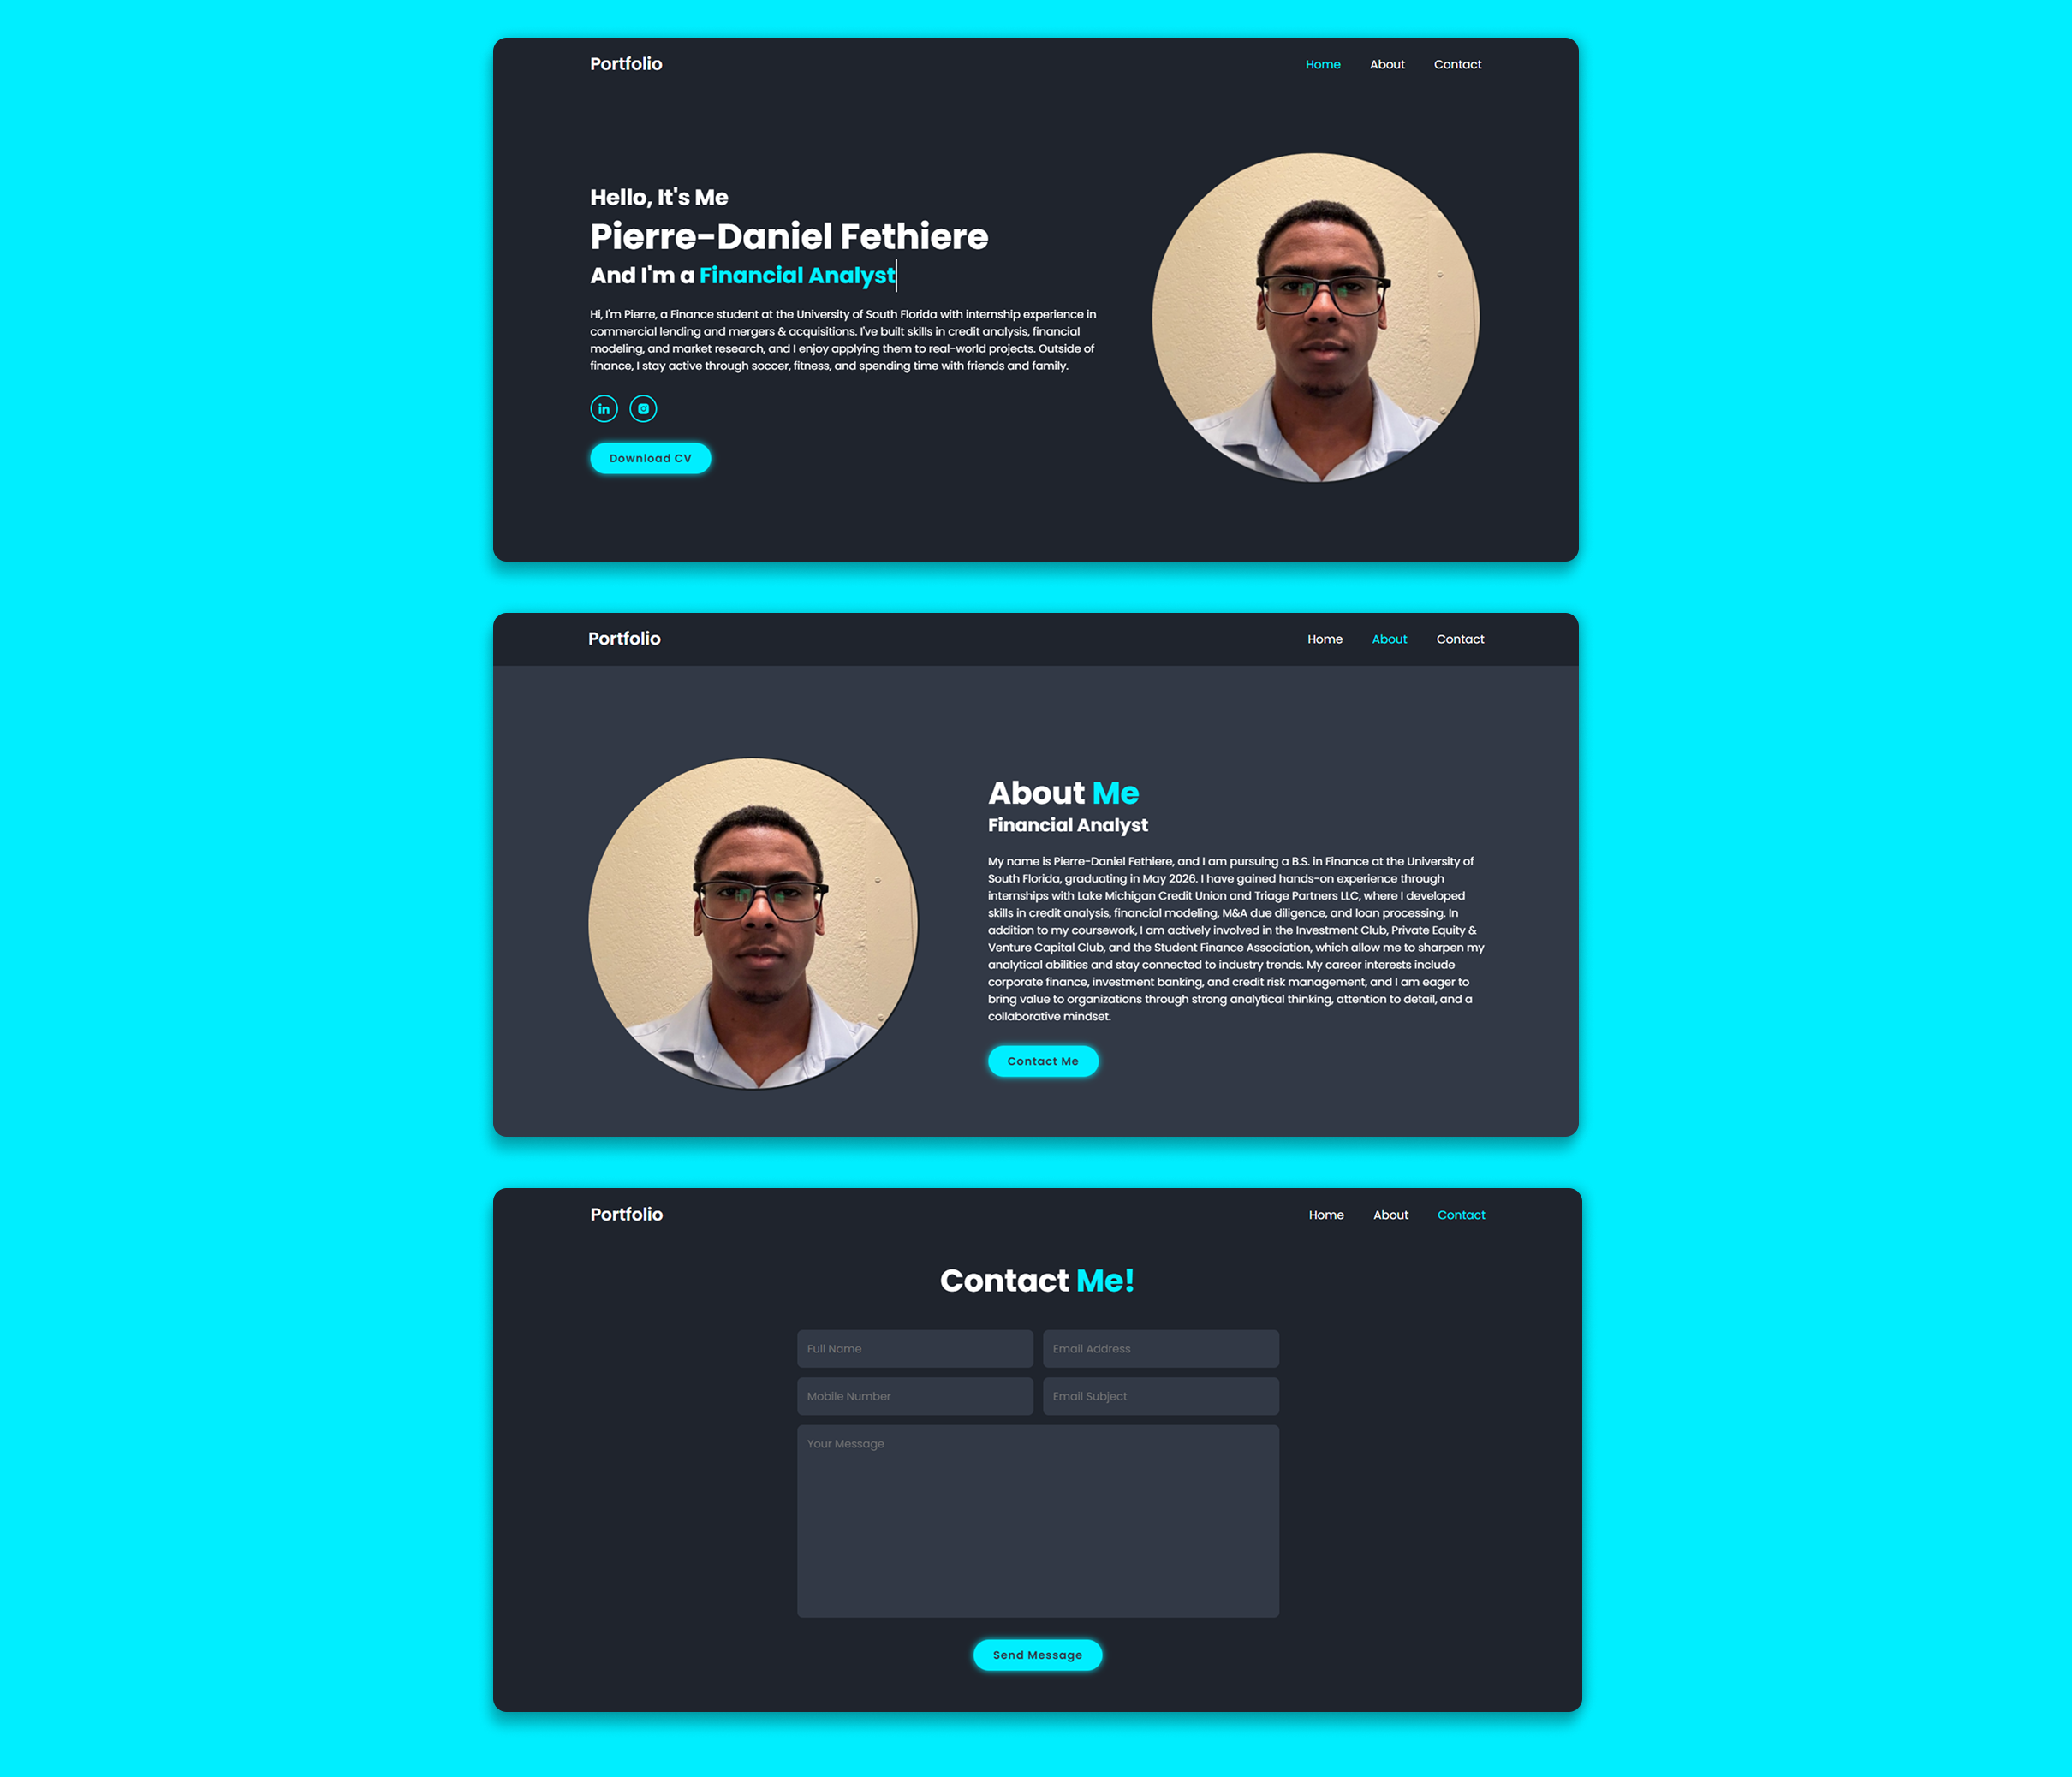 Portfolio
Home About Contact
Hello, It's Me
Pierre-Daniel Fethiere
And I'm a Financial Analyst
Hi, I'm Pierre, a Finance student at the University of South Florida with internship experience in
commercial lending and mergers & acquisitions. I've built skills in credit analysis, financial
modeling, and market research, and I enjoy applying them to real-world projects. Outside of
finance, I stay active through soccer, fitness, and spending time with friends and family.
in
Download CV
Portfolio
Home About Contact
About Me
Financial Analyst
My name is Pierre-Daniel Fethiere, and I am pursuing a B.S. in Finance at the University of
South Florida, graduating in May 2026. I have gained hands-on experience through
internships with Lake Michigan Credit Union and Triage Partners LLC, where I developed
skills in credit analysis, financial modeling, M&A due diligence, and loan processing. In
addition to my coursework, I am actively involved in the Investment Club, Private Equity &
Venture Capital Club, and the Student Finance Association, which allow me to sharpen my
analytical abilities and stay connected to industry trends. My career interests include
corporate finance, investment banking, and credit risk management, and I am eager to
bring value to organizations through strong analytical thinking, attention to detail, and a
collaborative mindset.
Contact Me
Portfolio
Home About Contact
Contact Me!
Full Name
Email Address
Mobile Number
Email Subject
Your Message
Send Message